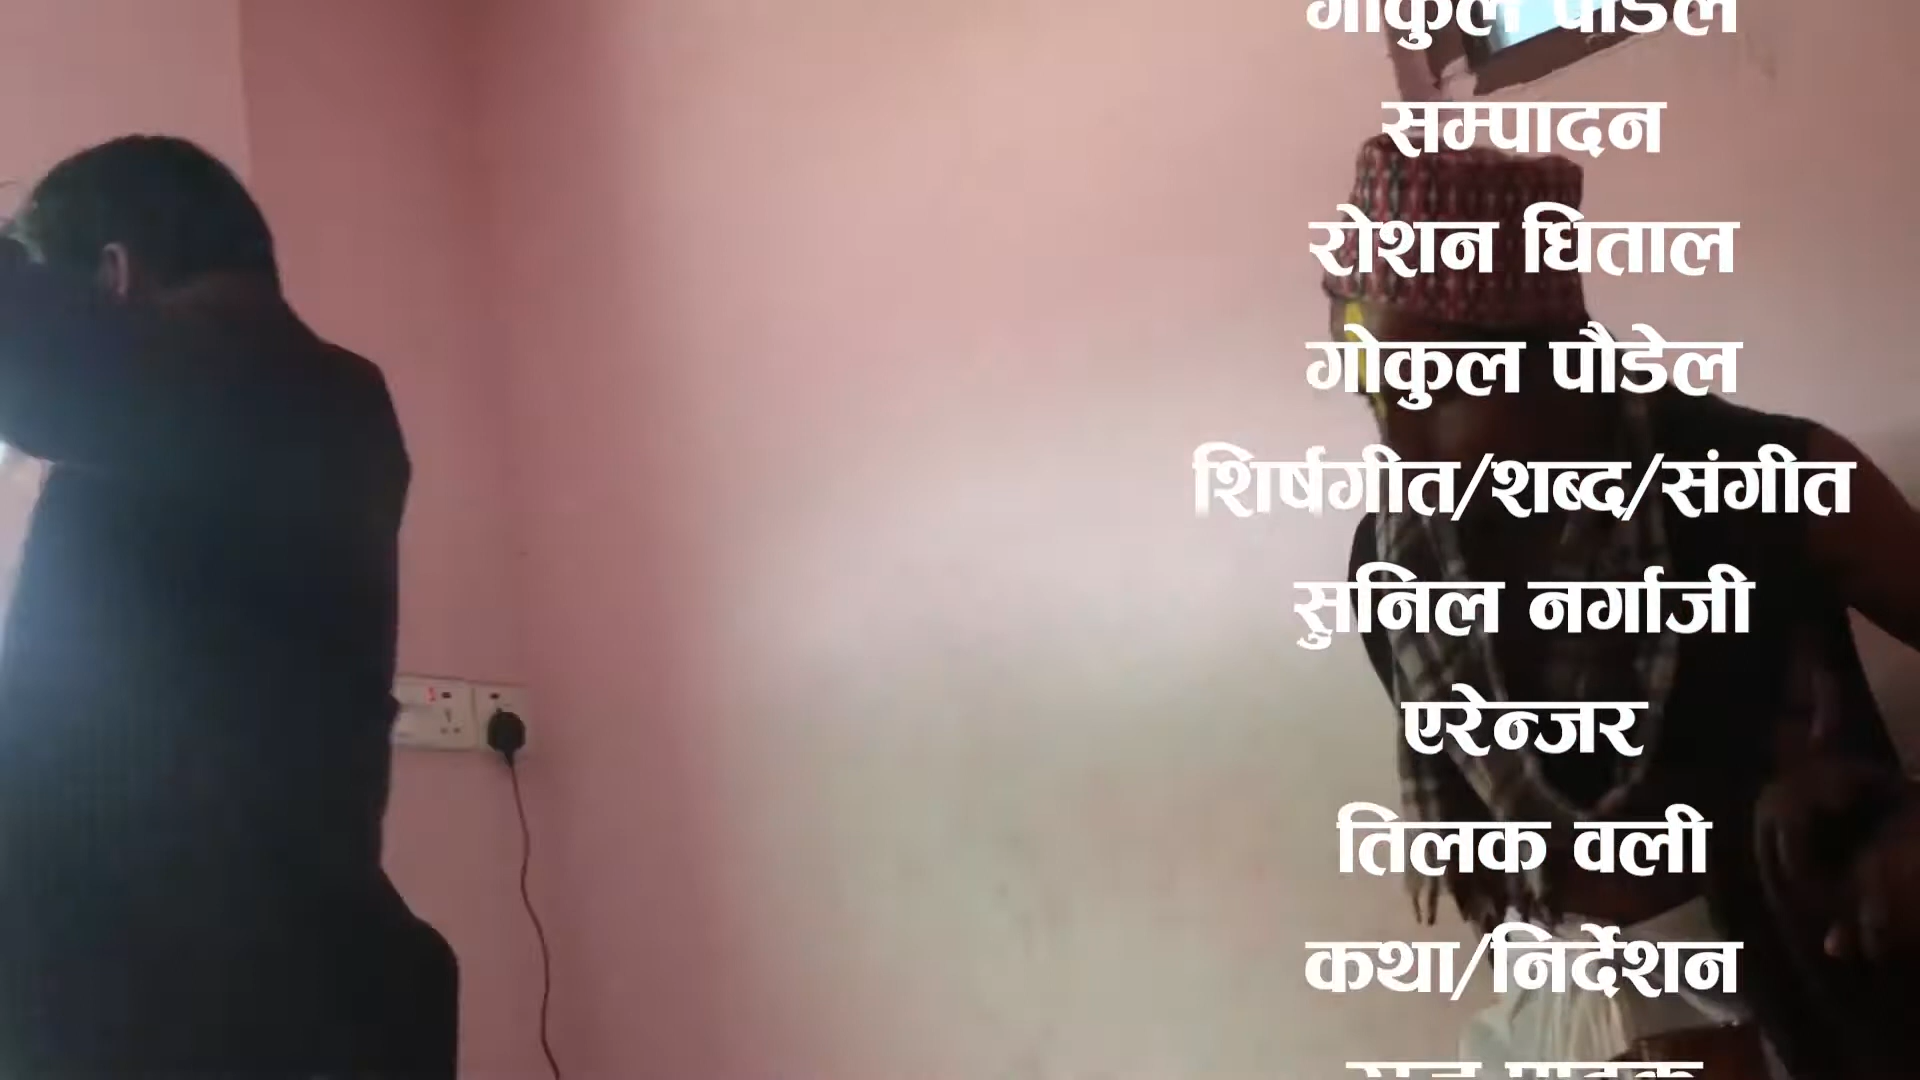 गोकुल पौडेल
सम्पादन
रोशन धिताल
गोकुल पौडेल
शिर्षगीत/शब्द/संगीत
सुनिल नर्गाजी
एरेन्जर
तिलक वली
कथा/निर्देशन